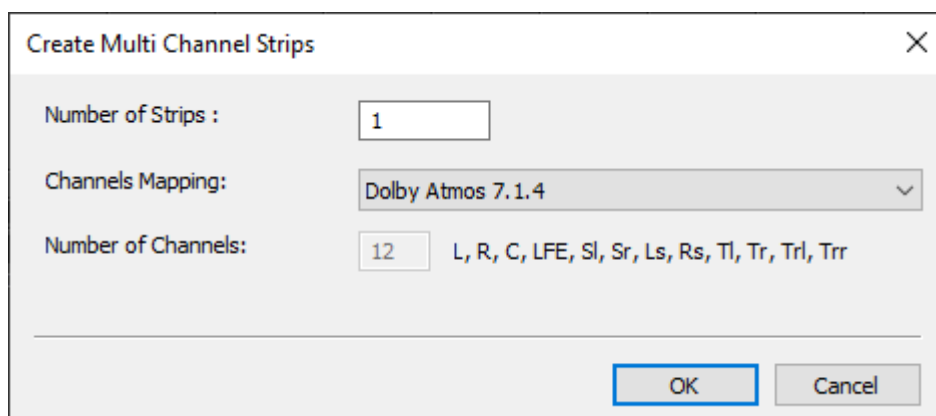 Create Multi Channel Strips
Number of Strips :
1
Channels Mapping:
Dolby Atmos 7.1.4
Number of Channels:
12
L, R, C, LFE, Sl, Sr, Ls, Rs, Tl, Tr, Trl, Trr
OK
Cancel